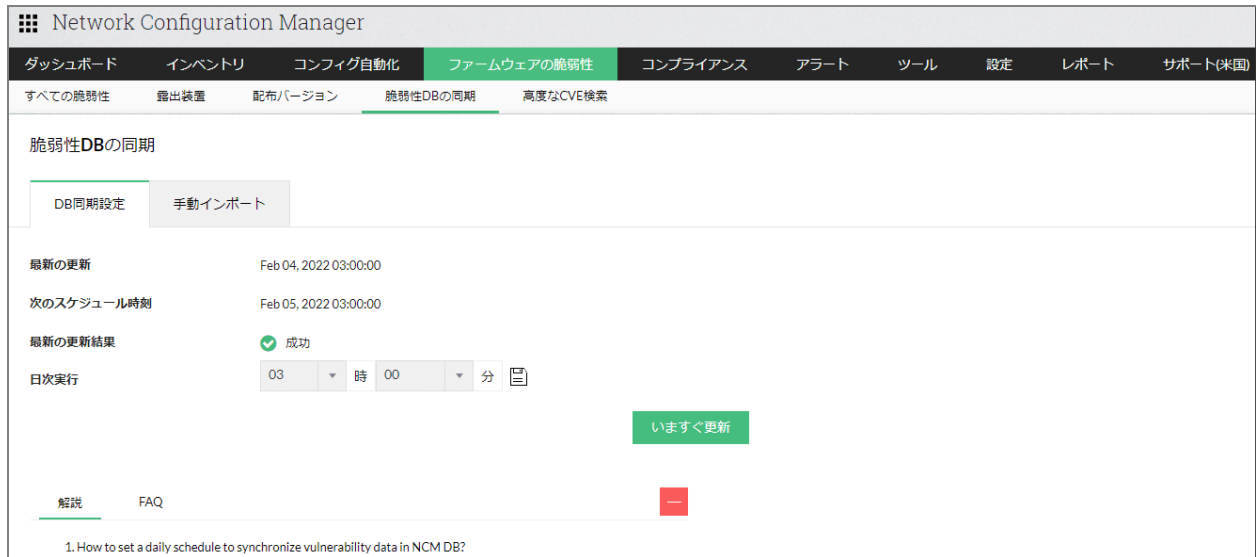 Network Configuration Manager
ダッシュボード インベントリ コンフィグ自動化 ファームウェアの脆弱性 コンプライアンス アラート ツール 設定 レポート サポート(米国)
すべての脆弱性 露出装置 配布バージョン 脆弱性DBの同期 高度なCVE検索
脆弱性DBの同期
DB同期設定 手動インポート
最新の更新 Feb 04, 2022 03:00:00
次のスケジュール時刻 Feb 05, 2022 03:00:00
最新の更新結果 成功
日次実行 03 時 00 分
いますぐ更新
解説 FAQ
1. How to set a daily schedule to synchronize vulnerability data in NCM DB?